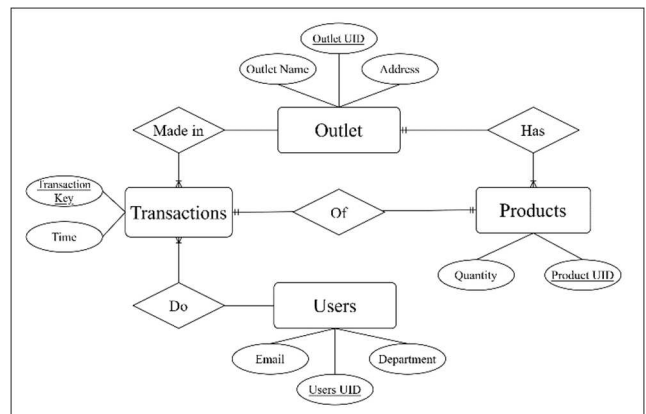 Outlet UID
Outlet Name
Address
Made in
Outlet
Has
Transaction
Key
Transactions
Of
Products
Time
Quantity
Product UID
Do
Users
Email
Department
Users UID